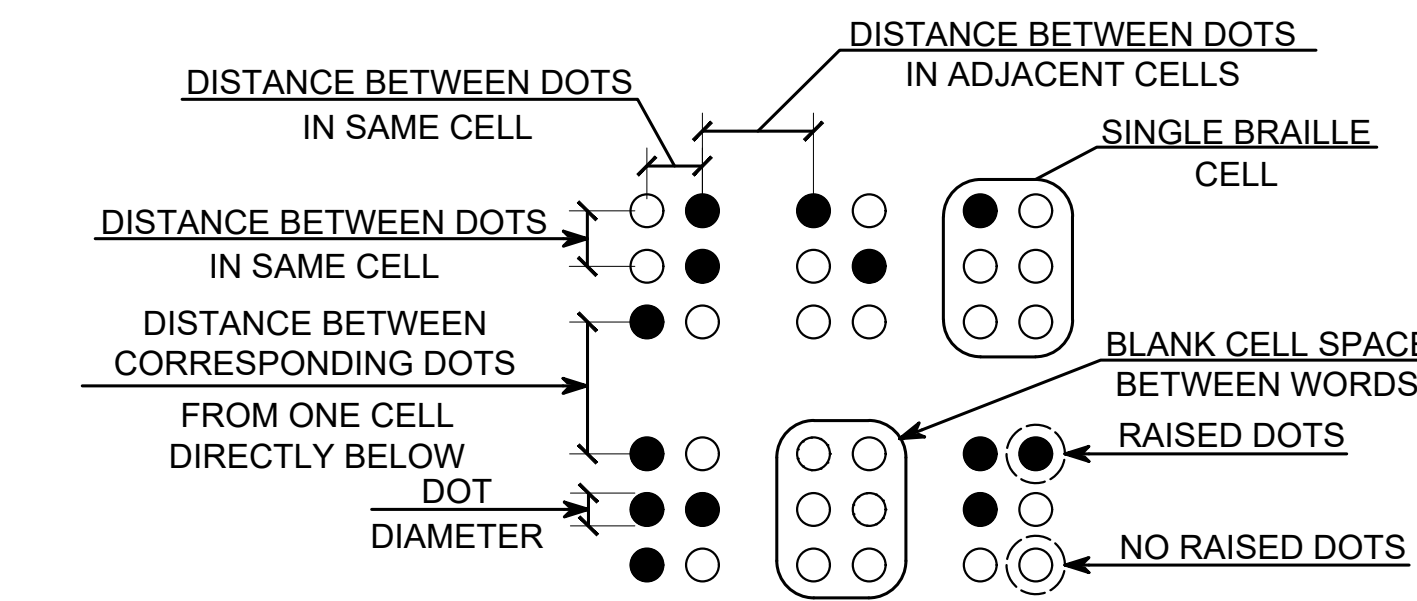 DISTANCE BETWEEN DOTS
IN ADJACENT CELLS
DISTANCE BETWEEN DOTS
IN SAME CELL
SINGLE BRAILLE
CELL
DISTANCE BETWEEN DOTS
IN SAME CELL
DISTANCE BETWEEN
CORRESPONDING DOTS
FROM ONE CELL
DIRECTLY BELOW
BLANK CELL SPACE
BETWEEN WORDS
RAISED DOTS
DOT
DIAMETER
NO RAISED DOTS